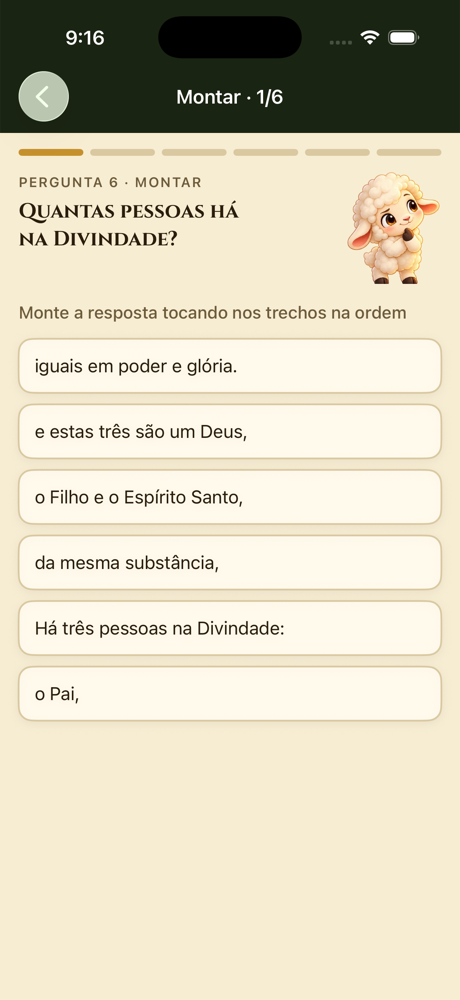 9:16
Montar · 1/6
PERGUNTA 6 · MONTAR
Quantas pessoas há
na Divindade?
Monte a resposta tocando nos trechos na ordem
iguais em poder e glória.
e estas três são um Deus,
o Filho e o Espírito Santo,
da mesma substância,
Há três pessoas na Divindade:
o Pai,